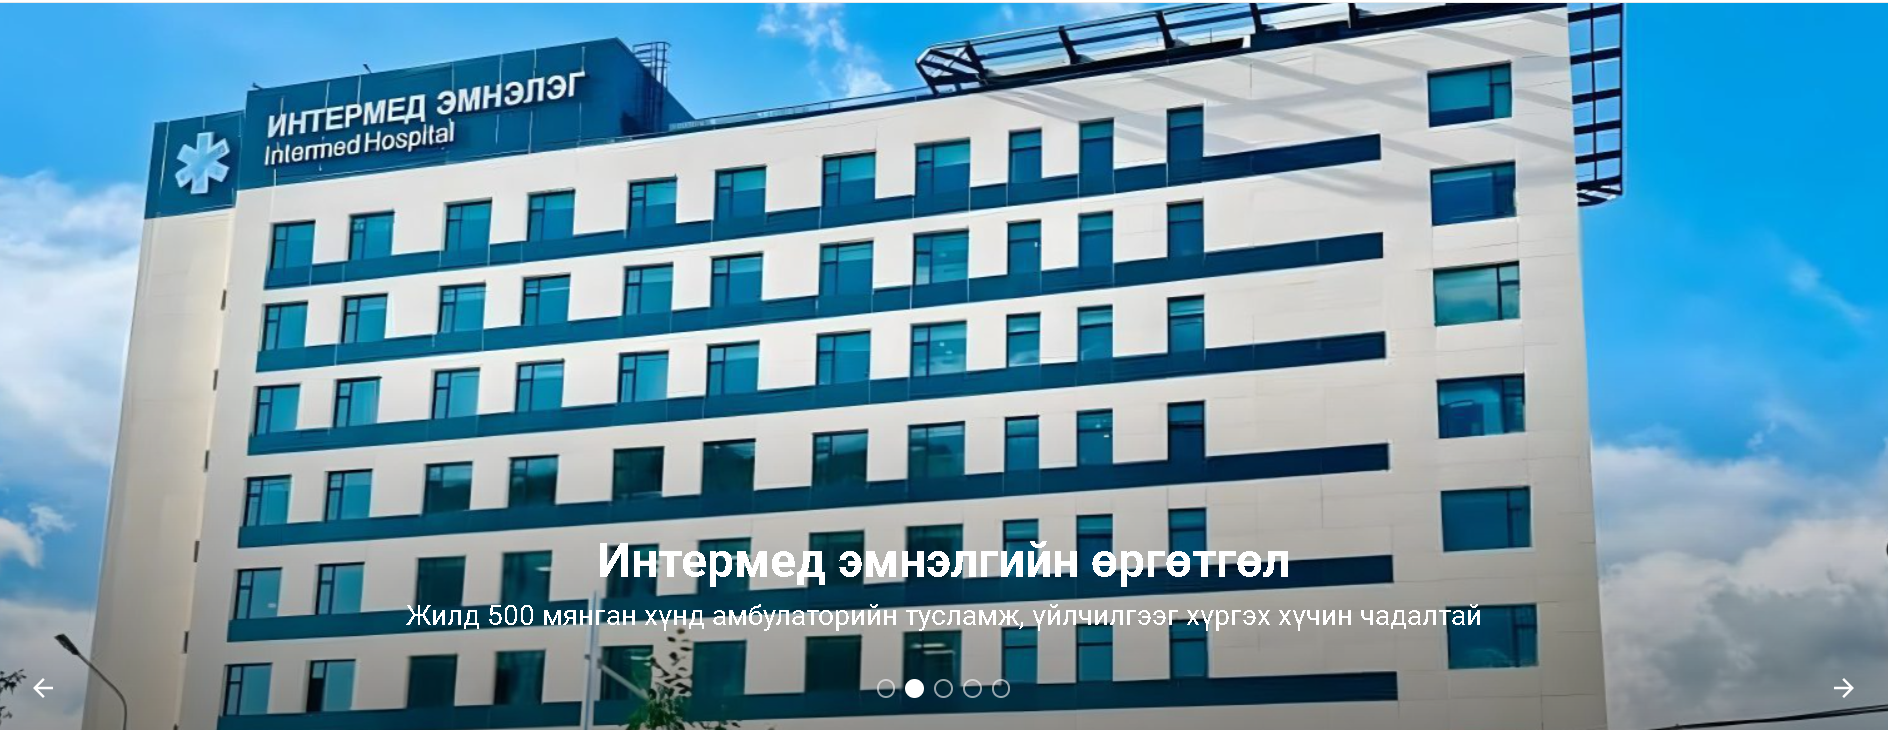 ИНТЕРМЕД ЭМНЭЛЭГ
Intermed Hospital
Интермед эмнэлгийн өргөтгөл
Жилд 500 мянган хүнд амбулаторийн тусламж, үйлчилгээг хүргэх хүчин чадалтай